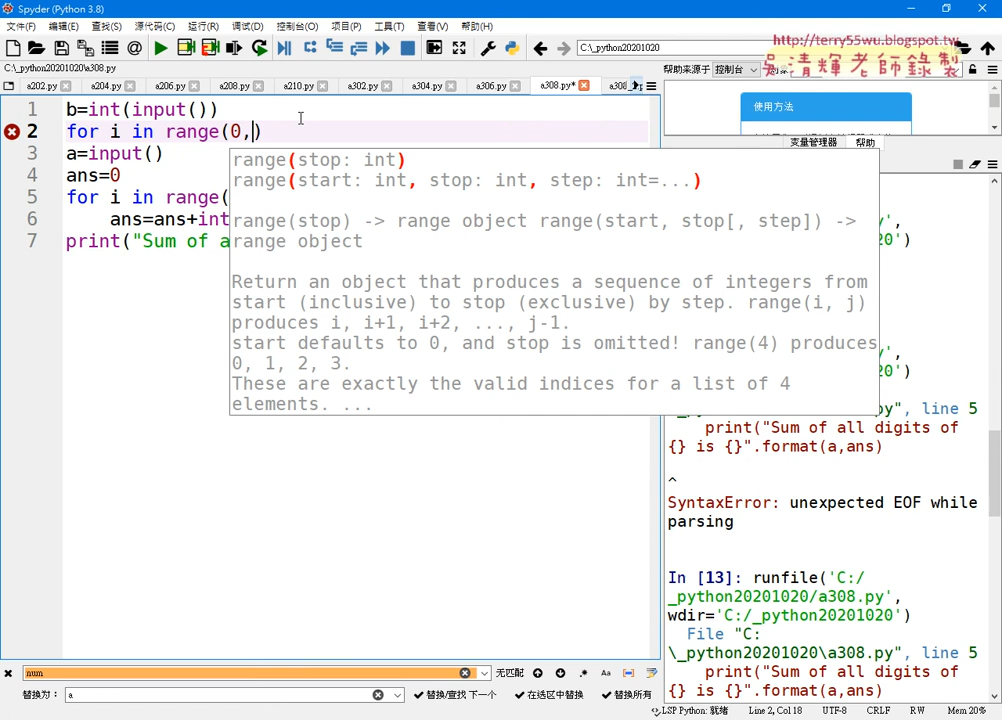 Spyder (Python 3.8)
文件(F) 编辑(E) 查找(S) 源代码(C) 运行(R) 调试(D) 控制台(O) 项目(P) 工具(T) 查看(V) 帮助(H)
C:\_python20201020
http://terry55wu.blogspot.tw
吳清輝老師錄製
C:\_python20201020\a308.py
帮助来源于 控制台
a202.py a204.py a206.py a208.py a210.py a302.py a304.py a306.py a308.py* a308
使用方法
变量管理器 帮助
1 b=int(input())
2 for i in range(0,)
3 a=input()
4 ans=0
5 for i in range(
6 ans=ans+int
7 print("Sum of a
range(stop: int)
range(start: int, stop: int, step: int=...)
range(stop) -> range object range(start, stop[, step]) ->
range object
Return an object that produces a sequence of integers from
start (inclusive) to stop (exclusive) by step. range(i, j)
produces i, i+1, i+2, ..., j-1.
start defaults to 0, and stop is omitted! range(4) produces
0, 1, 2, 3.
These are exactly the valid indices for a list of 4
elements. ...
y',
20')
y',
20')
_py", line 5
print("Sum of all digits of
{} is {}".format(a,ans)
^
SyntaxError: unexpected EOF while
parsing
In [13]: runfile('C:/
_python20201020/a308.py',
wdir='C:/_python20201020')
File "C:
\_python20201020\a308.py", line 5
print("Sum of all digits of
{} is {}".format(a,ans)
num
无匹配
Aa
替换为: a
替换/查找 下一个 在选区中替换 替换所有
LSP Python: 就绪 Line 2, Col 18 UTF-8 CRLF RW Mem 20%